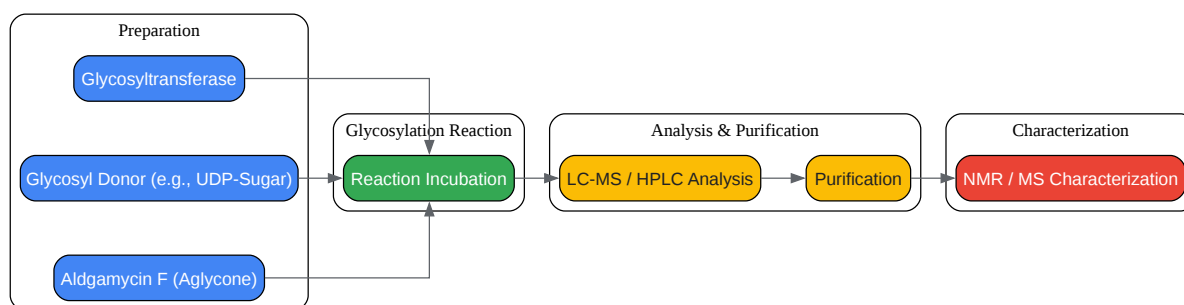 Preparation
Glycosyltransferase
Glycosyl Donor (e.g., UDP-Sugar)
Aldgamycin F (Aglycone)
Glycosylation Reaction
Reaction Incubation
Analysis & Purification
LC-MS / HPLC Analysis
Purification
Characterization
NMR / MS Characterization